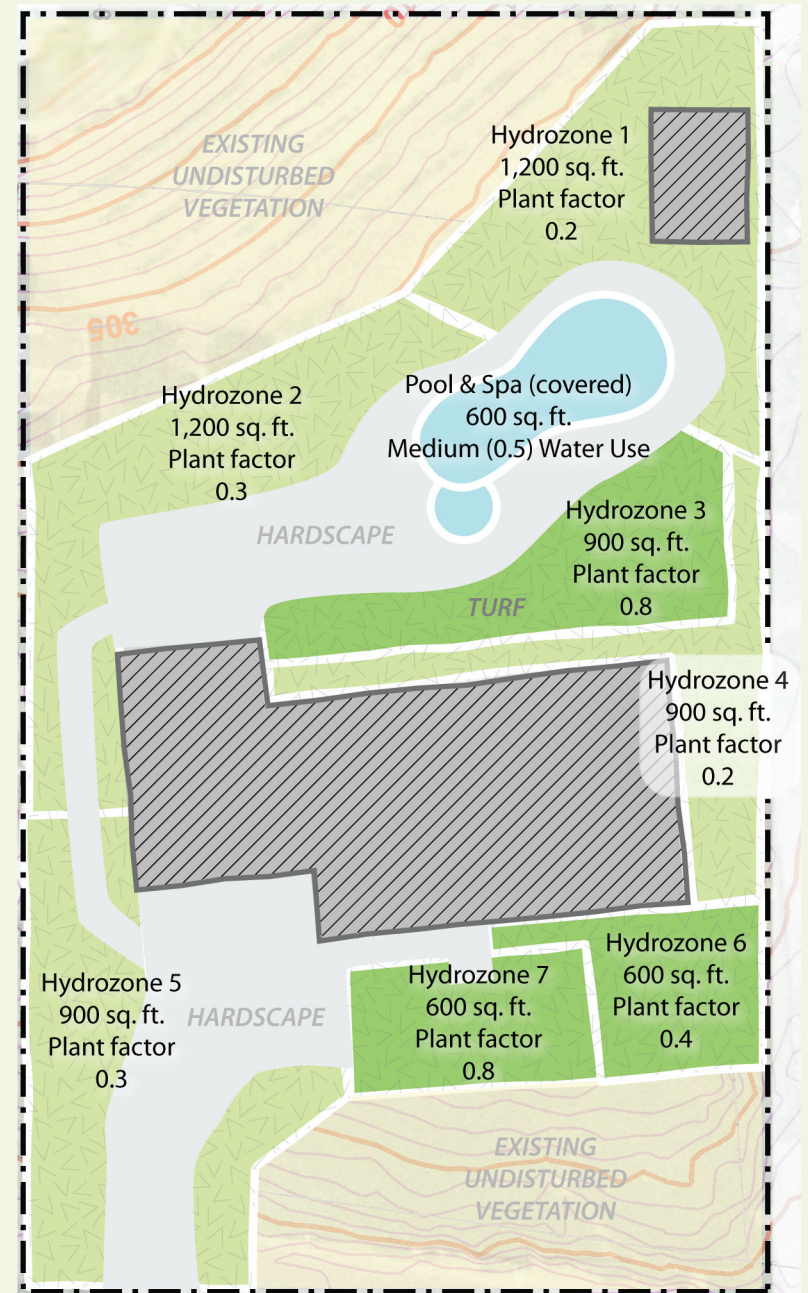 EXISTING
UNDISTURBED
VEGETATION
Hydrozone 1
1,200 sq. ft.
Plant factor
0.2
305
Hydrozone 2
1,200 sq. ft.
Plant factor
0.3
Pool & Spa (covered)
600 sq. ft.
Medium (0.5) Water Use
HARDSCAPE
Hydrozone 3
900 sq. ft.
Plant factor
0.8
TURF
Hydrozone 4
900 sq. ft.
Plant factor
0.2
Hydrozone 5
900 sq. ft.
Plant factor
0.3
HARDSCAPE
Hydrozone 7
600 sq. ft.
Plant factor
0.8
Hydrozone 6
600 sq. ft.
Plant factor
0.4
EXISTING
UNDISTURBED
VEGETATION